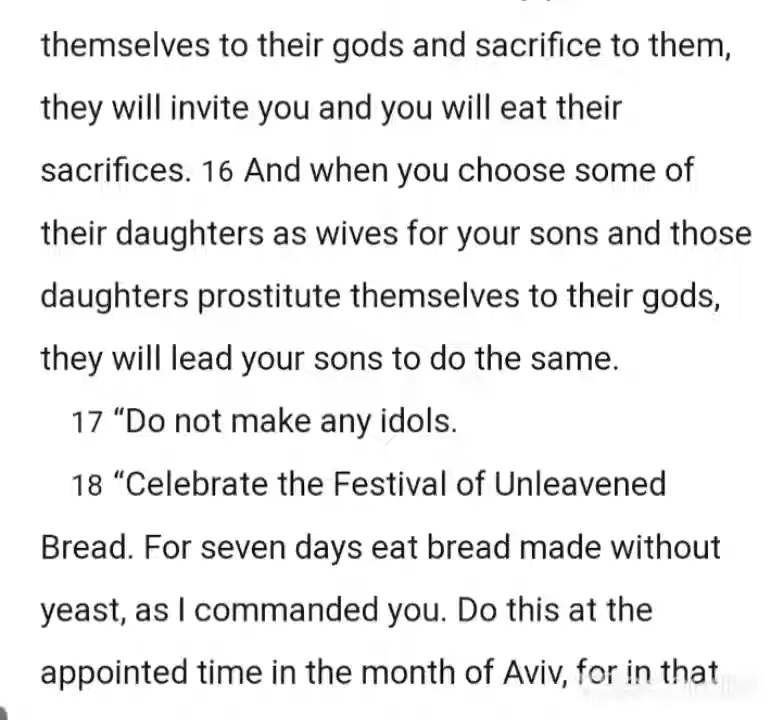 themselves to their gods and sacrifice to them,
they will invite you and you will eat their
sacrifices. 16 And when you choose some of
their daughters as wives for your sons and those
daughters prostitute themselves to their gods,
they will lead your sons to do the same.
17 “Do not make any idols.
18 “Celebrate the Festival of Unleavened
Bread. For seven days eat bread made without
yeast, as I commanded you. Do this at the
appointed time in the month of Aviv, for in that